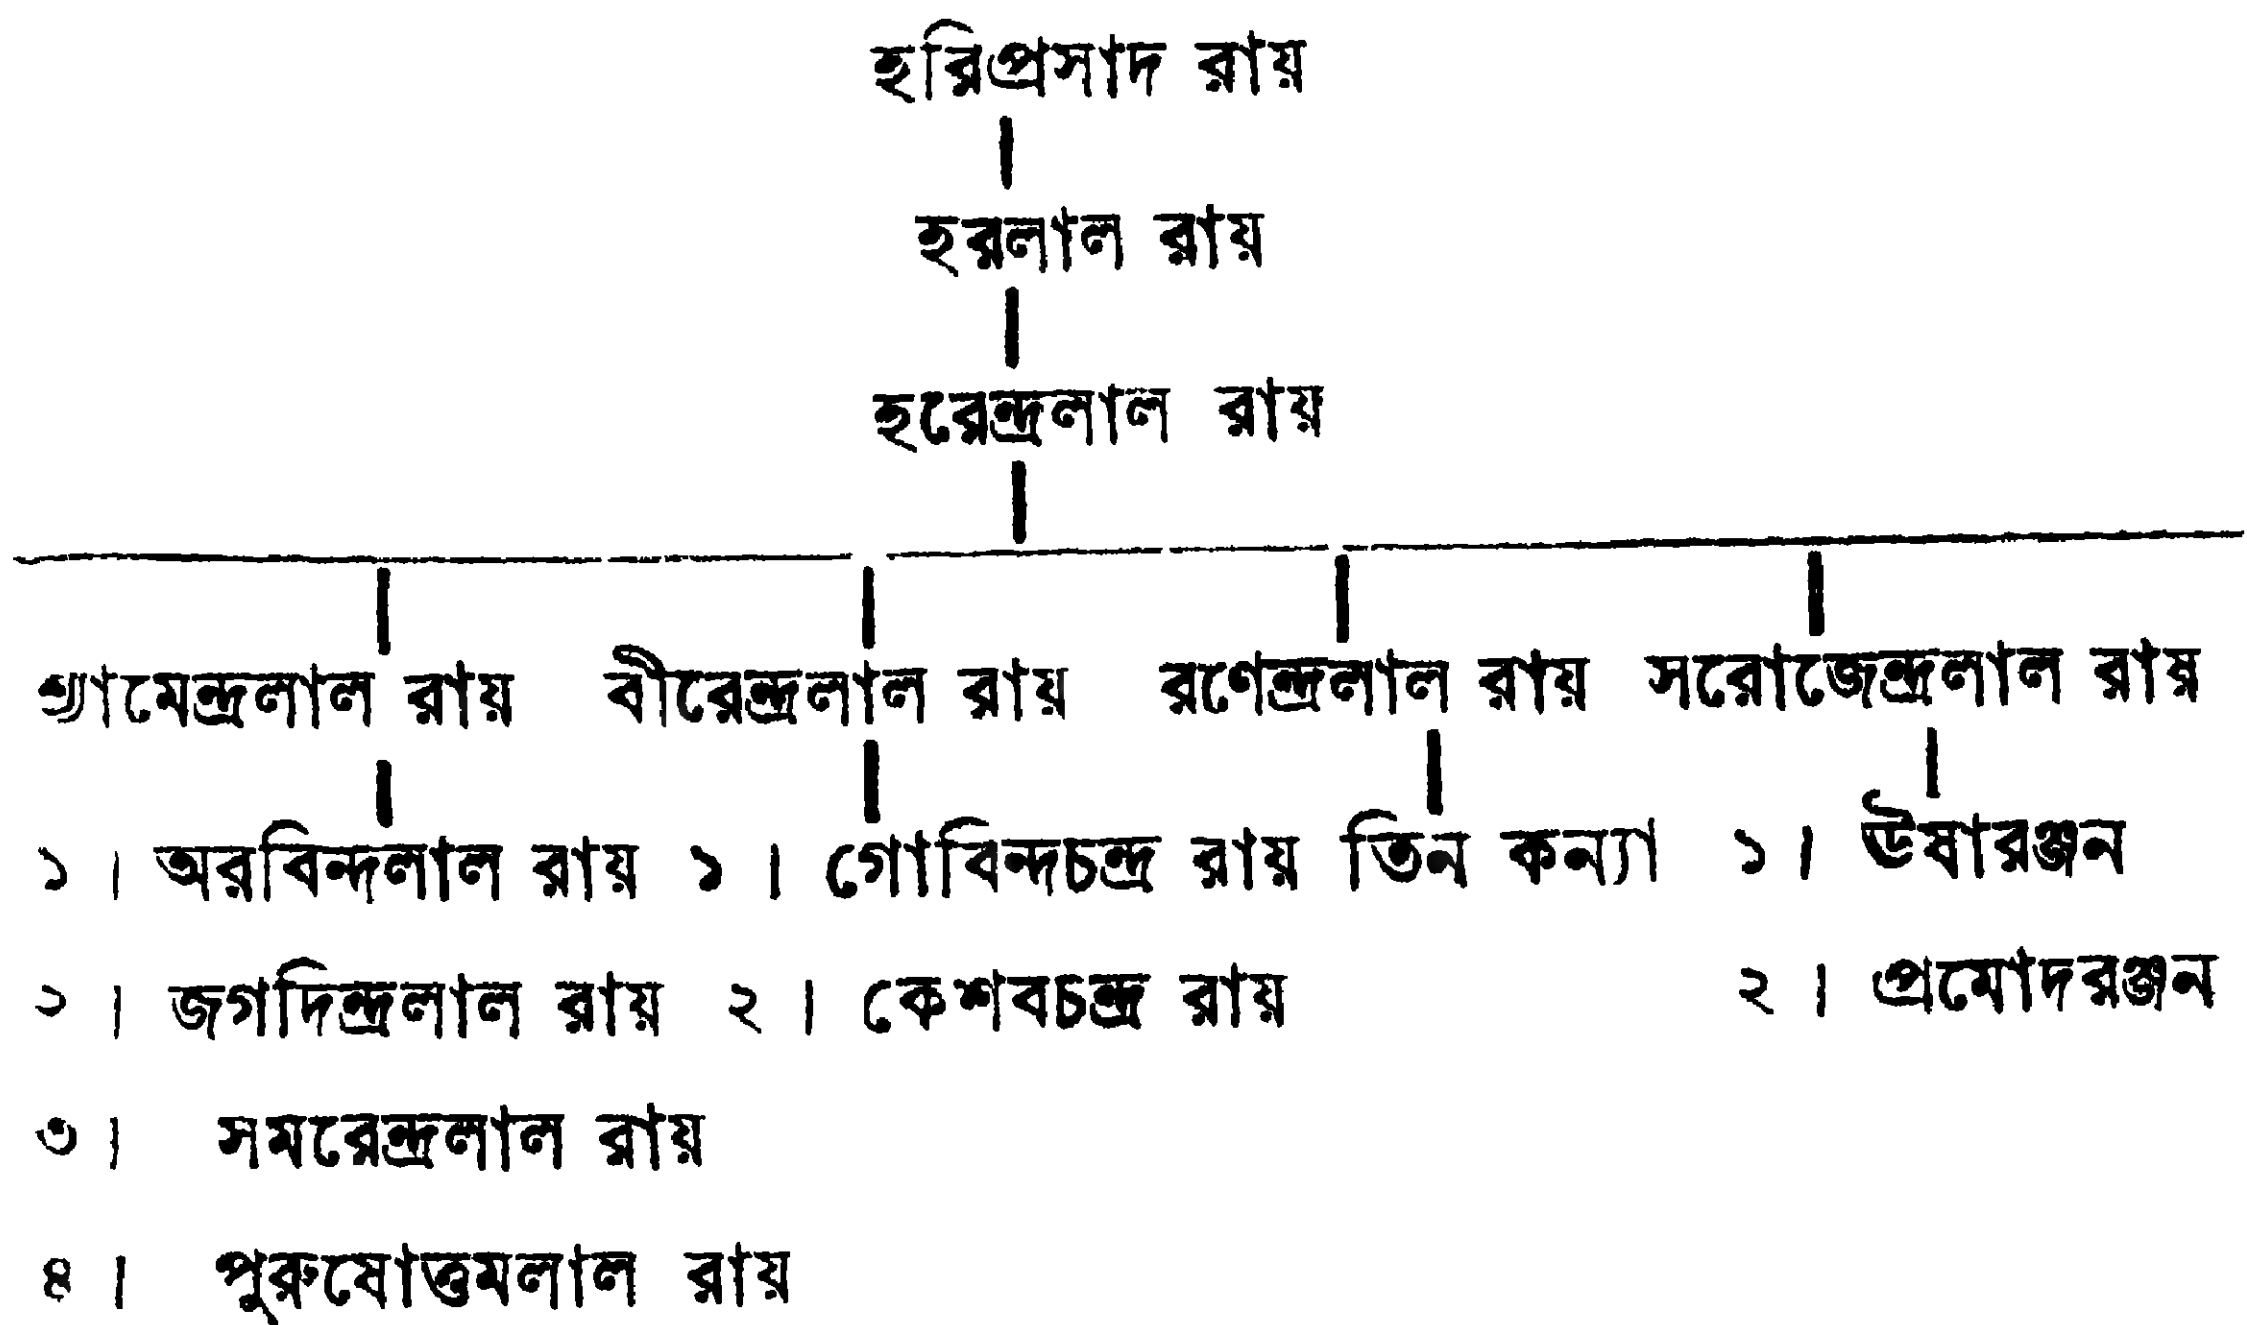 হরিপ্রসাদ রায়
হরলাল রায়
হরেন্দ্রলাল রায়
শ্যামেন্দ্রলাল রায় বীরেন্দ্রলাল রায় রণেন্দ্রলাল রায় সরোজেন্দ্রলাল রায়
১। অরবিন্দলাল রায় ১। গোবিন্দচন্দ্র রায় তিন কন্যা ১। ঊষারঞ্জন
২। জগদিন্দ্রলাল রায় ২। কেশবচন্দ্র রায় ২। প্রমোদরঞ্জন
৩। সমরেন্দ্রলাল রায়
৪। পুরুষোত্তমলাল রায়